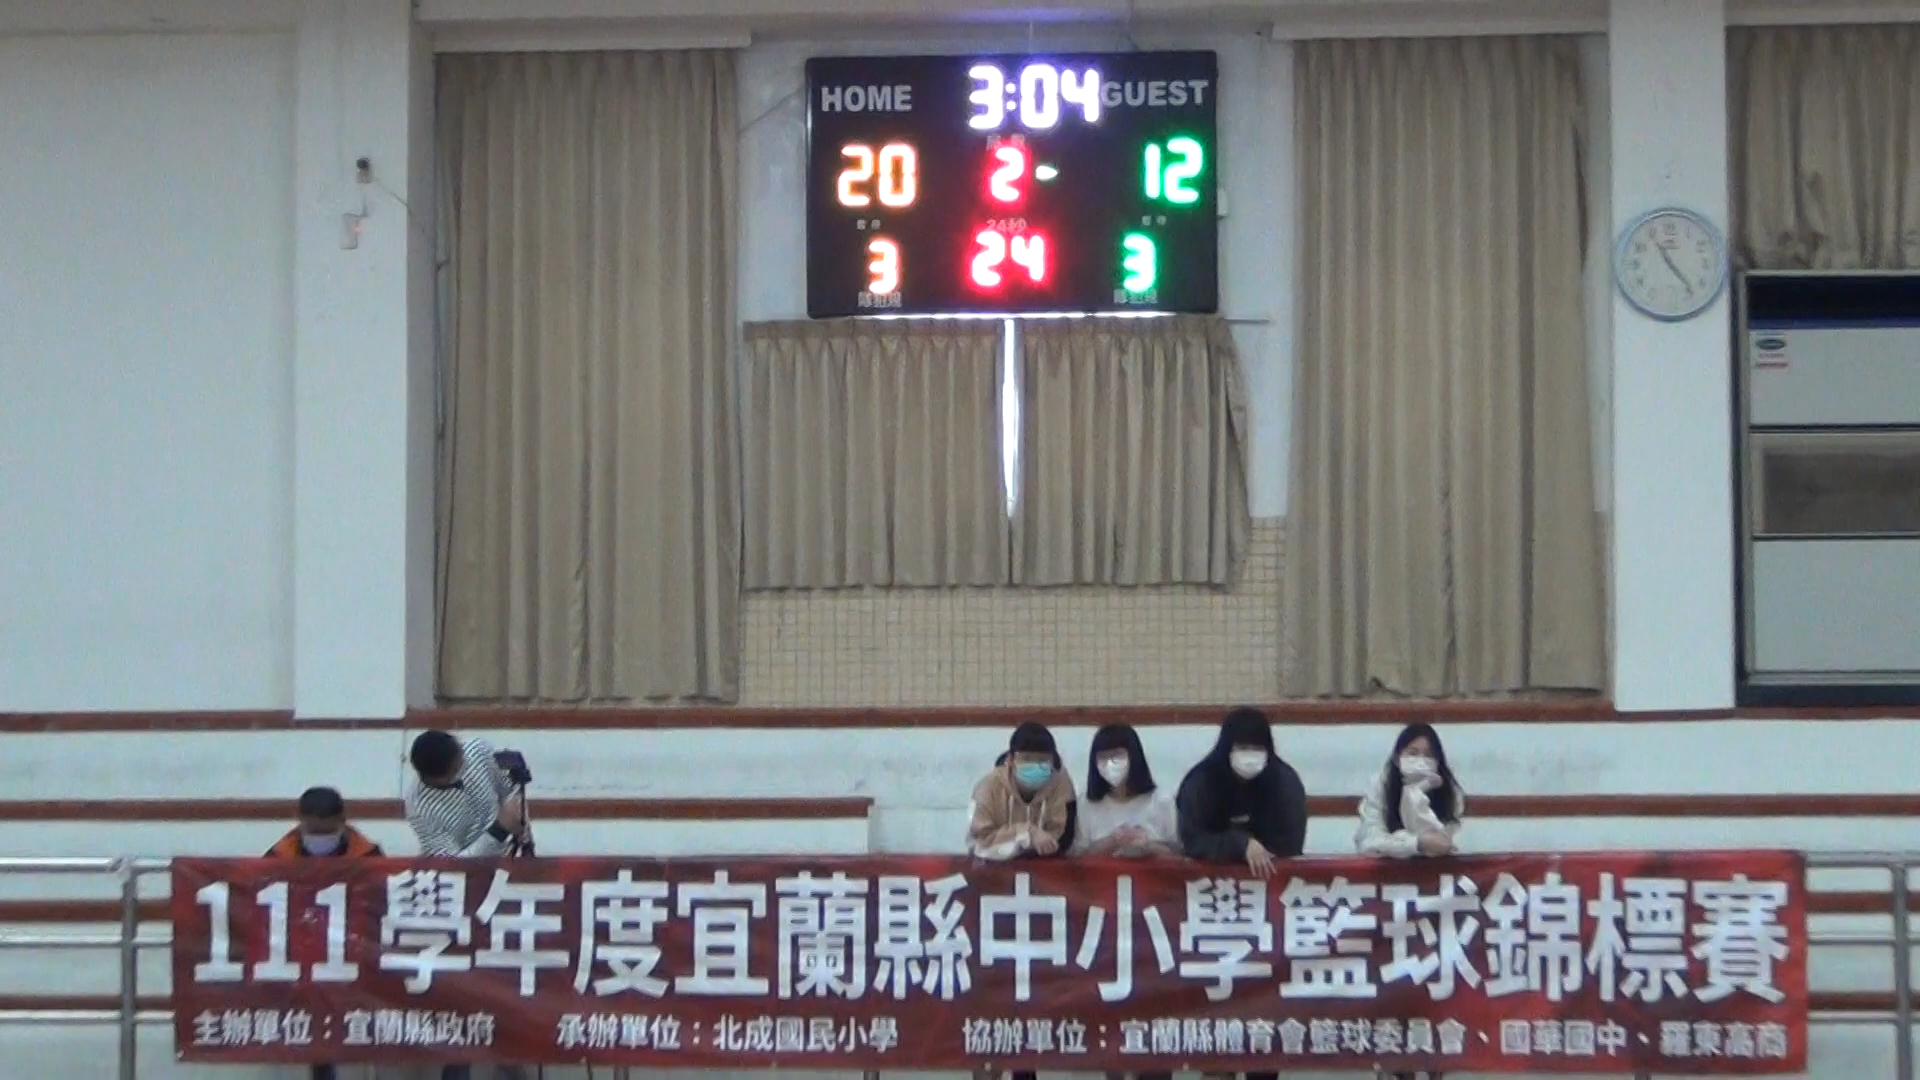 HOME 3:04 GUEST
20 2 12
24秒
3 24 3
111學年度宜蘭縣中小學籃球錦標賽
主辦單位：宜蘭縣政府 承辦單位：北成國民小學 協辦單位：宜蘭縣體育會籃球委員會、國華國中、羅東高商